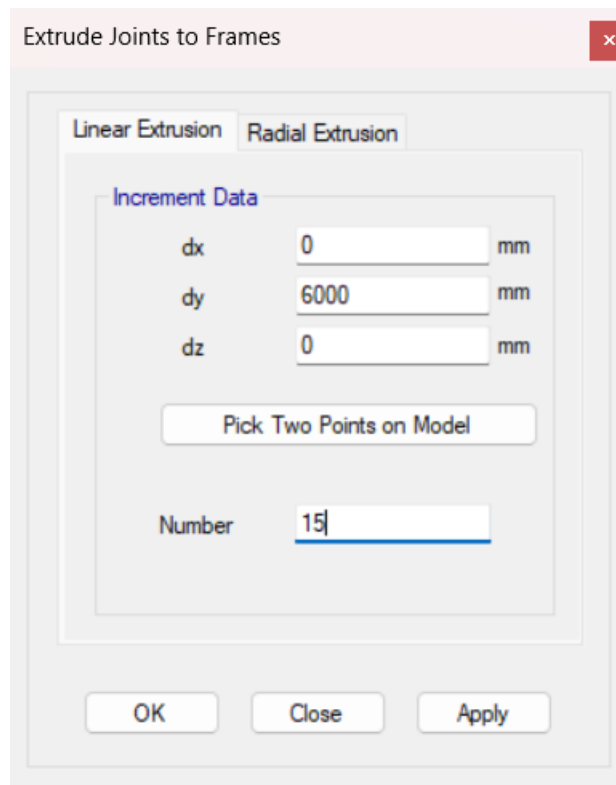 Extrude Joints to Frames ×
Linear Extrusion Radial Extrusion
Increment Data
dx 0 mm
dy 6000 mm
dz 0 mm
Pick Two Points on Model
Number 15
OK Close Apply